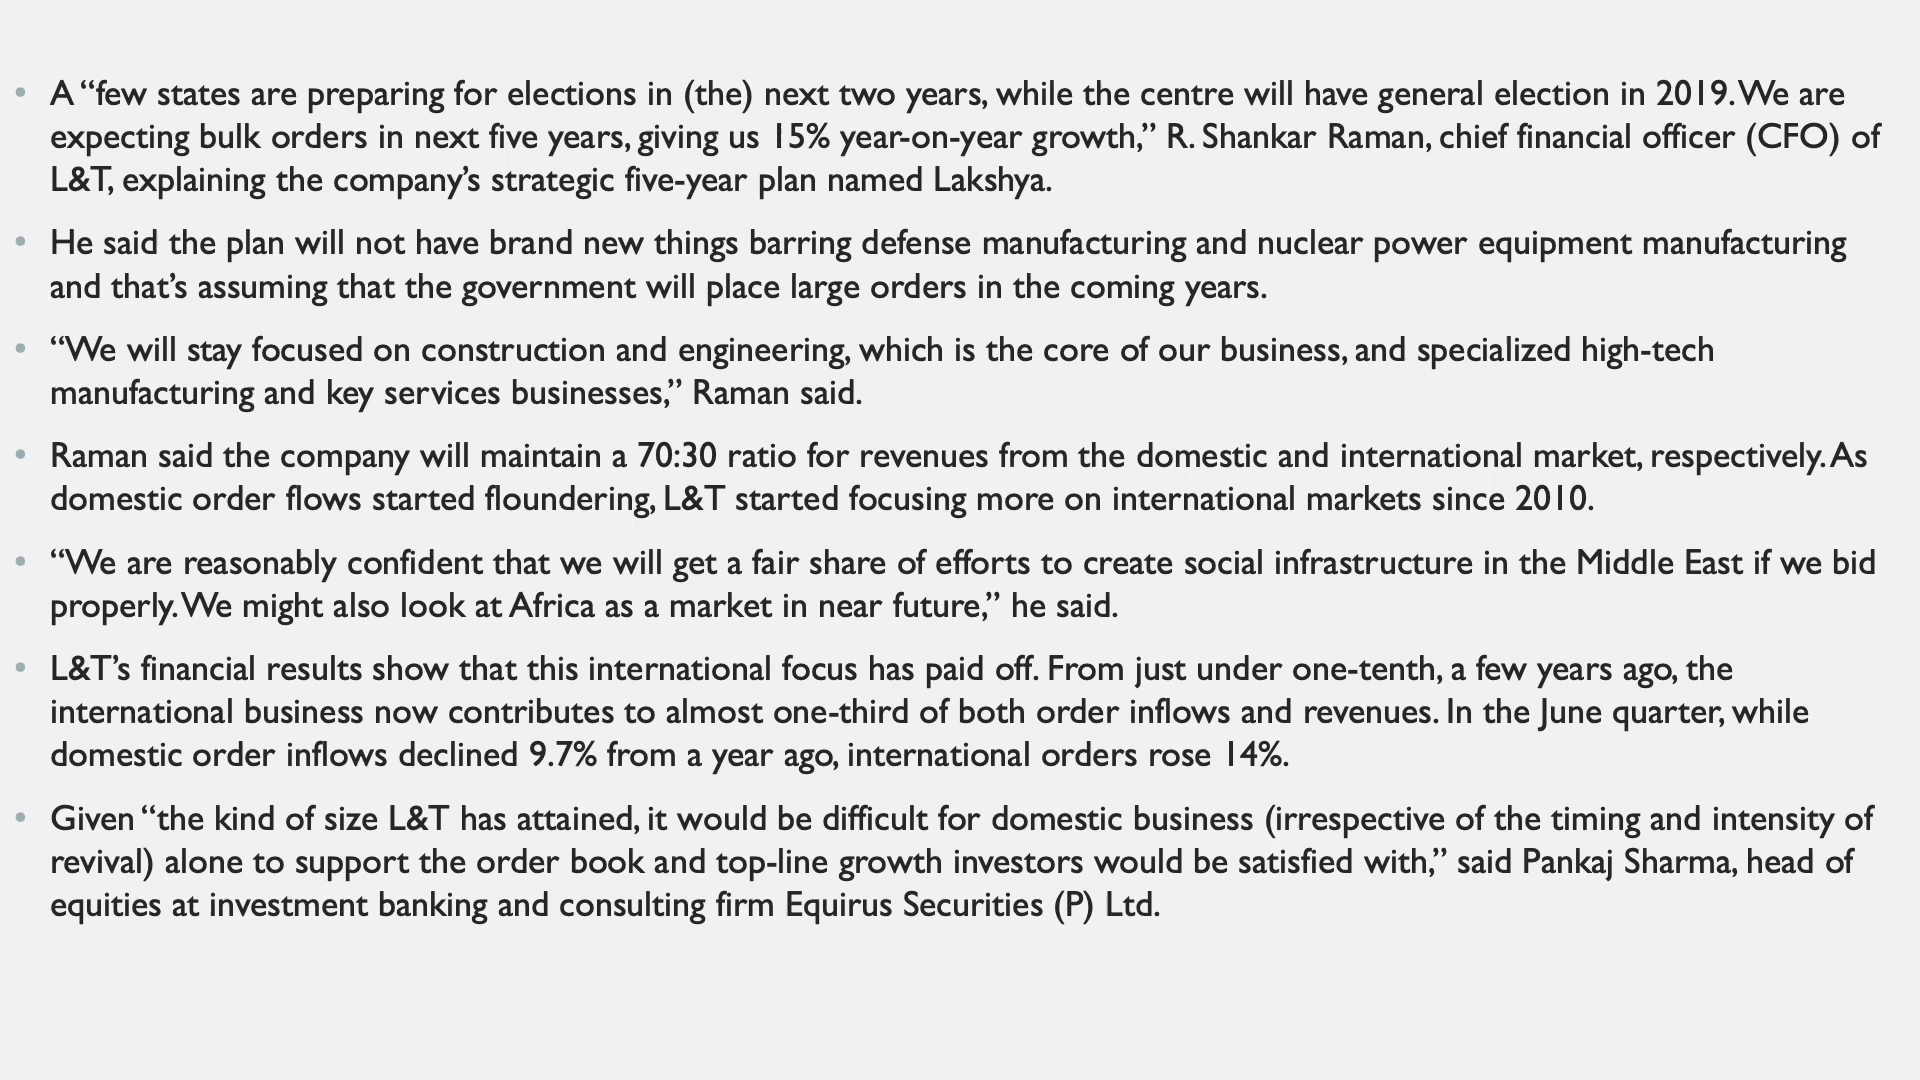 • A “few states are preparing for elections in (the) next two years, while the centre will have general election in 2019. We are
expecting bulk orders in next five years, giving us 15% year-on-year growth,” R. Shankar Raman, chief financial officer (CFO) of
L&T, explaining the company’s strategic five-year plan named Lakshya.
• He said the plan will not have brand new things barring defense manufacturing and nuclear power equipment manufacturing
and that’s assuming that the government will place large orders in the coming years.
• “We will stay focused on construction and engineering, which is the core of our business, and specialized high-tech
manufacturing and key services businesses,” Raman said.
• Raman said the company will maintain a 70:30 ratio for revenues from the domestic and international market, respectively. As
domestic order flows started floundering, L&T started focusing more on international markets since 2010.
• “We are reasonably confident that we will get a fair share of efforts to create social infrastructure in the Middle East if we bid
properly. We might also look at Africa as a market in near future,” he said.
• L&T’s financial results show that this international focus has paid off. From just under one-tenth, a few years ago, the
international business now contributes to almost one-third of both order inflows and revenues. In the June quarter, while
domestic order inflows declined 9.7% from a year ago, international orders rose 14%.
• Given “the kind of size L&T has attained, it would be difficult for domestic business (irrespective of the timing and intensity of
revival) alone to support the order book and top-line growth investors would be satisfied with,” said Pankaj Sharma, head of
equities at investment banking and consulting firm Equirus Securities (P) Ltd.